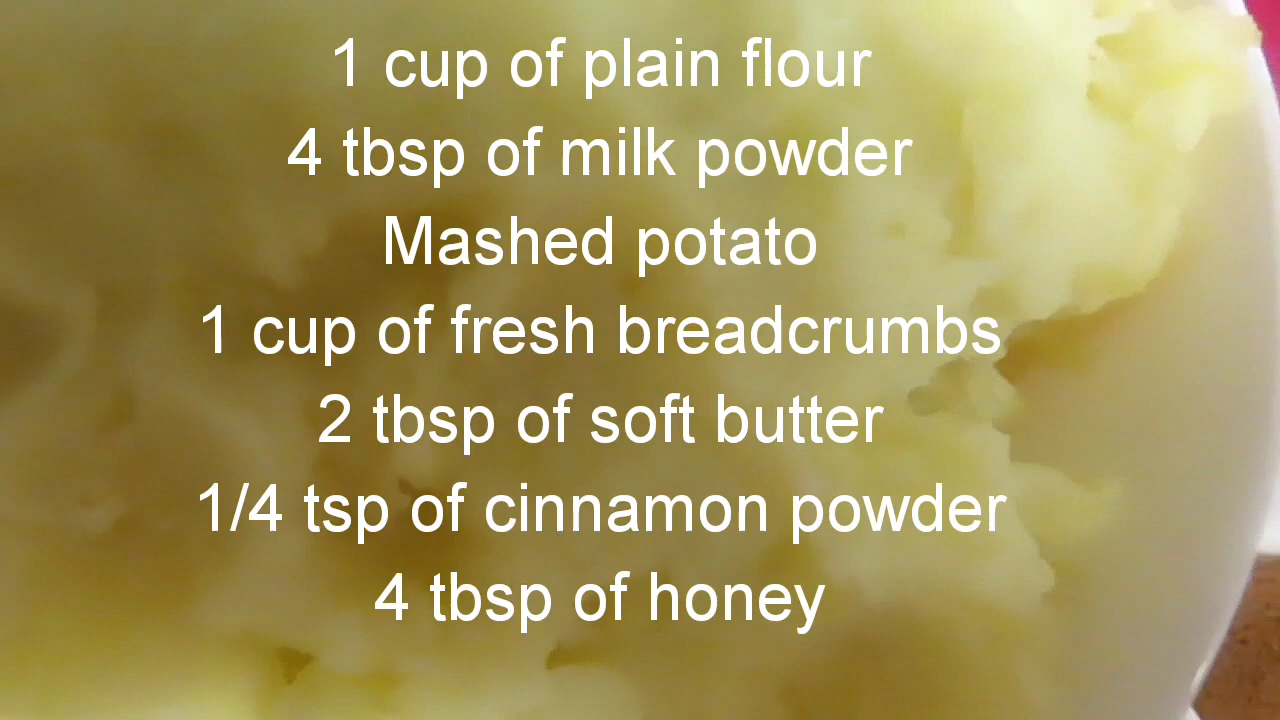 1 cup of plain flour
4 tbsp of milk powder
Mashed potato
1 cup of fresh breadcrumbs
2 tbsp of soft butter
1/4 tsp of cinnamon powder
4 tbsp of honey